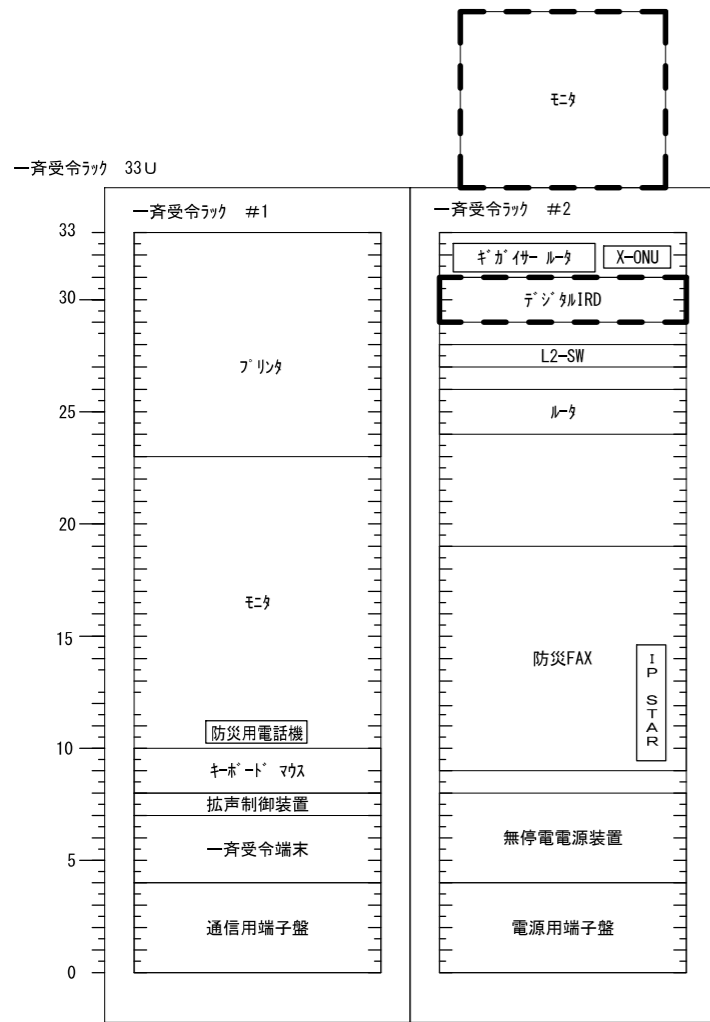 モニタ
一斉受令ラック 33U
一斉受令ラック #1
一斉受令ラック #2
33
30
25
20
15
10
5
0
プリンタ
モニタ
防災用電話機
キーボード マウス
拡声制御装置
一斉受令端末
通信用端子盤
ギガイサー ルータ
X-ONU
デジタルIRD
L2-SW
ルータ
防災FAX
IP STAR
無停電電源装置
電源用端子盤